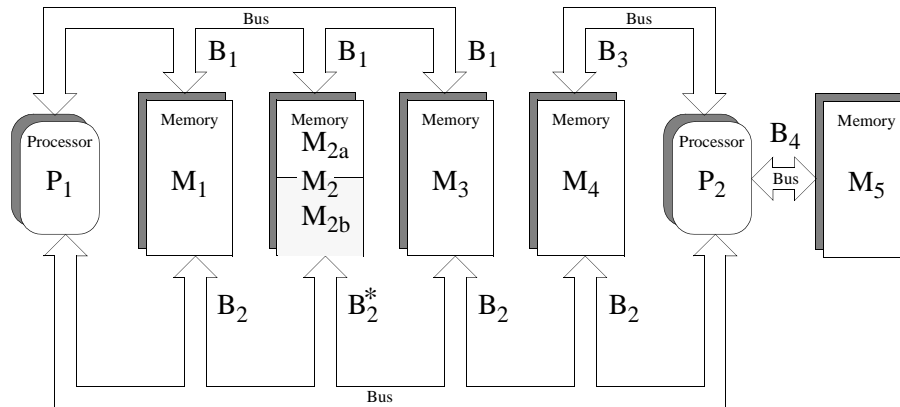 Bus
Bus
B1
B1
B1
B3
Processor
P1
Memory
M1
Memory
M2a
M2
M2b
Memory
M3
Memory
M4
Processor
P2
B4
Bus
Memory
M5
B2
B2*
B2
B2
Bus